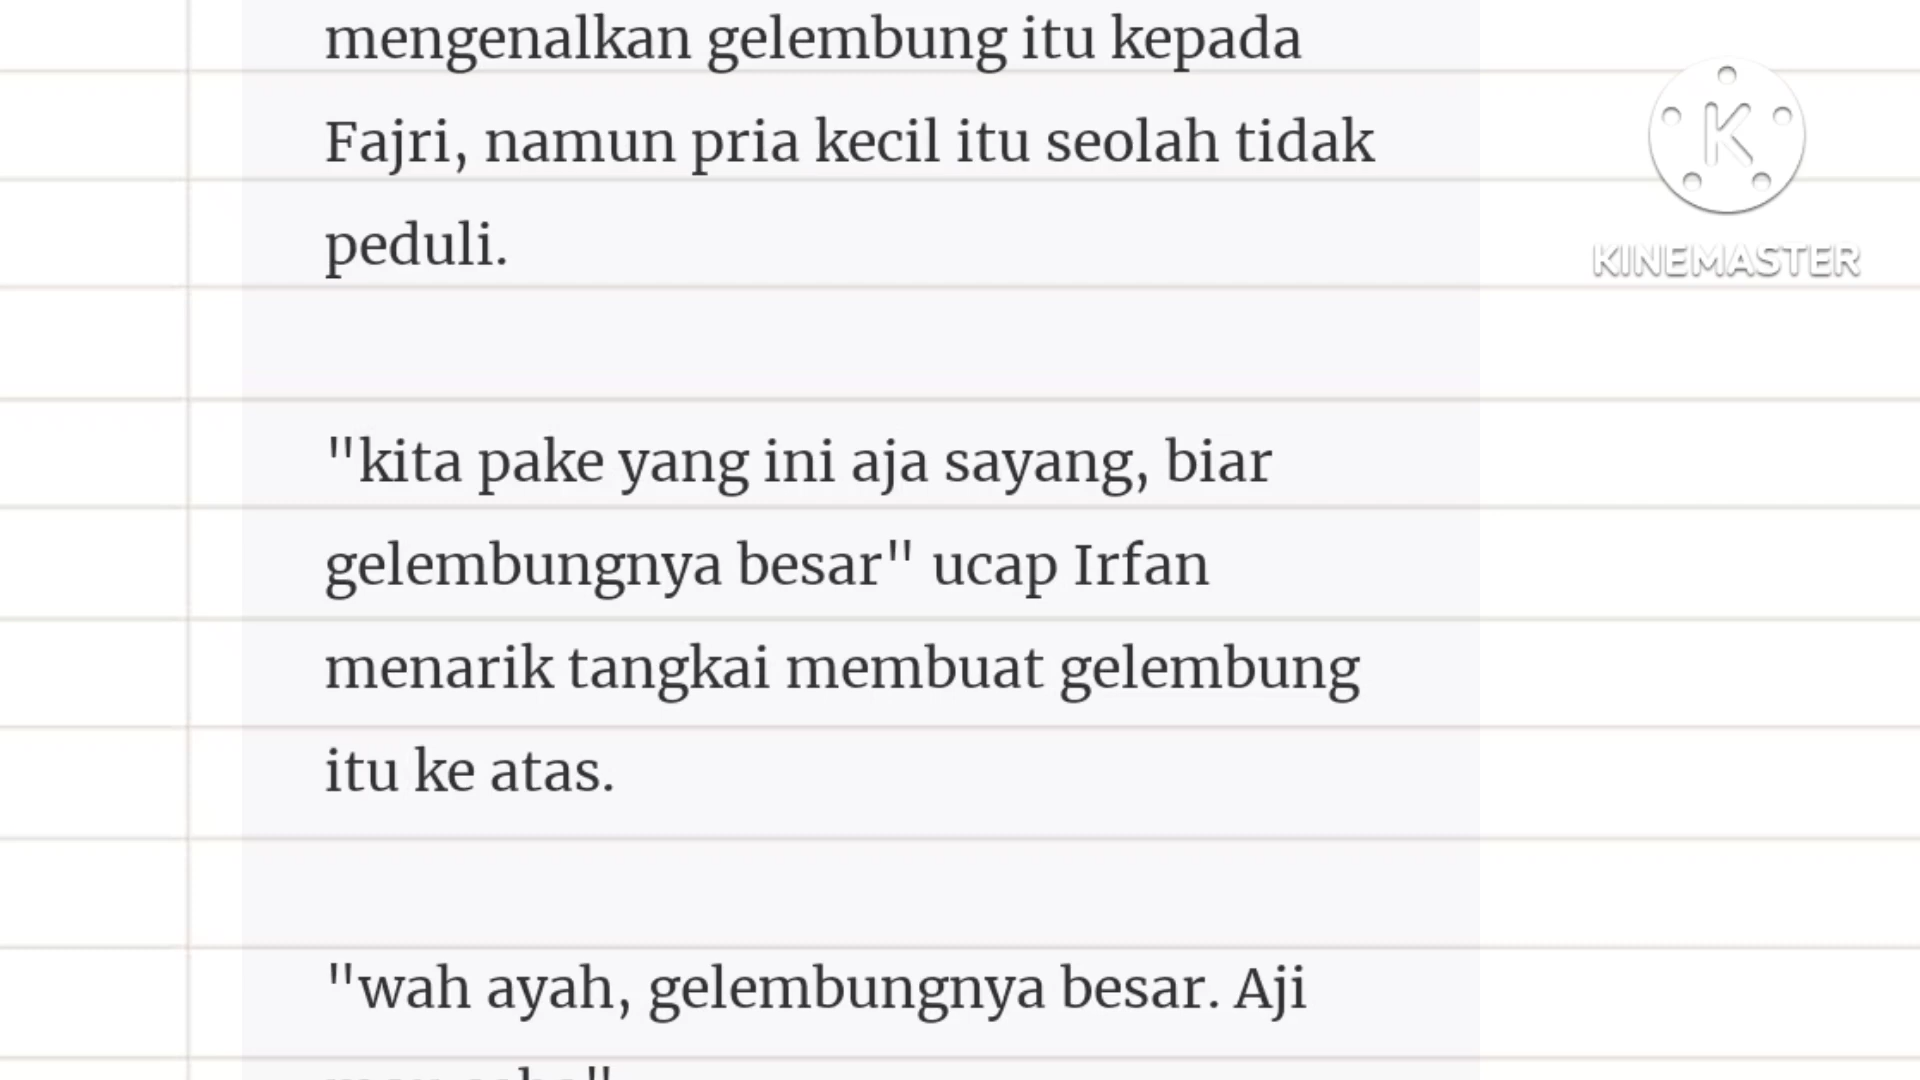 mengenalkan gelembung itu kepada
Fajri, namun pria kecil itu seolah tidak
peduli.
"kita pake yang ini aja sayang, biar
gelembungnya besar" ucap Irfan
menarik tangkai membuat gelembung
itu ke atas.
"wah ayah, gelembungnya besar. Aji
K
KINEMASTER